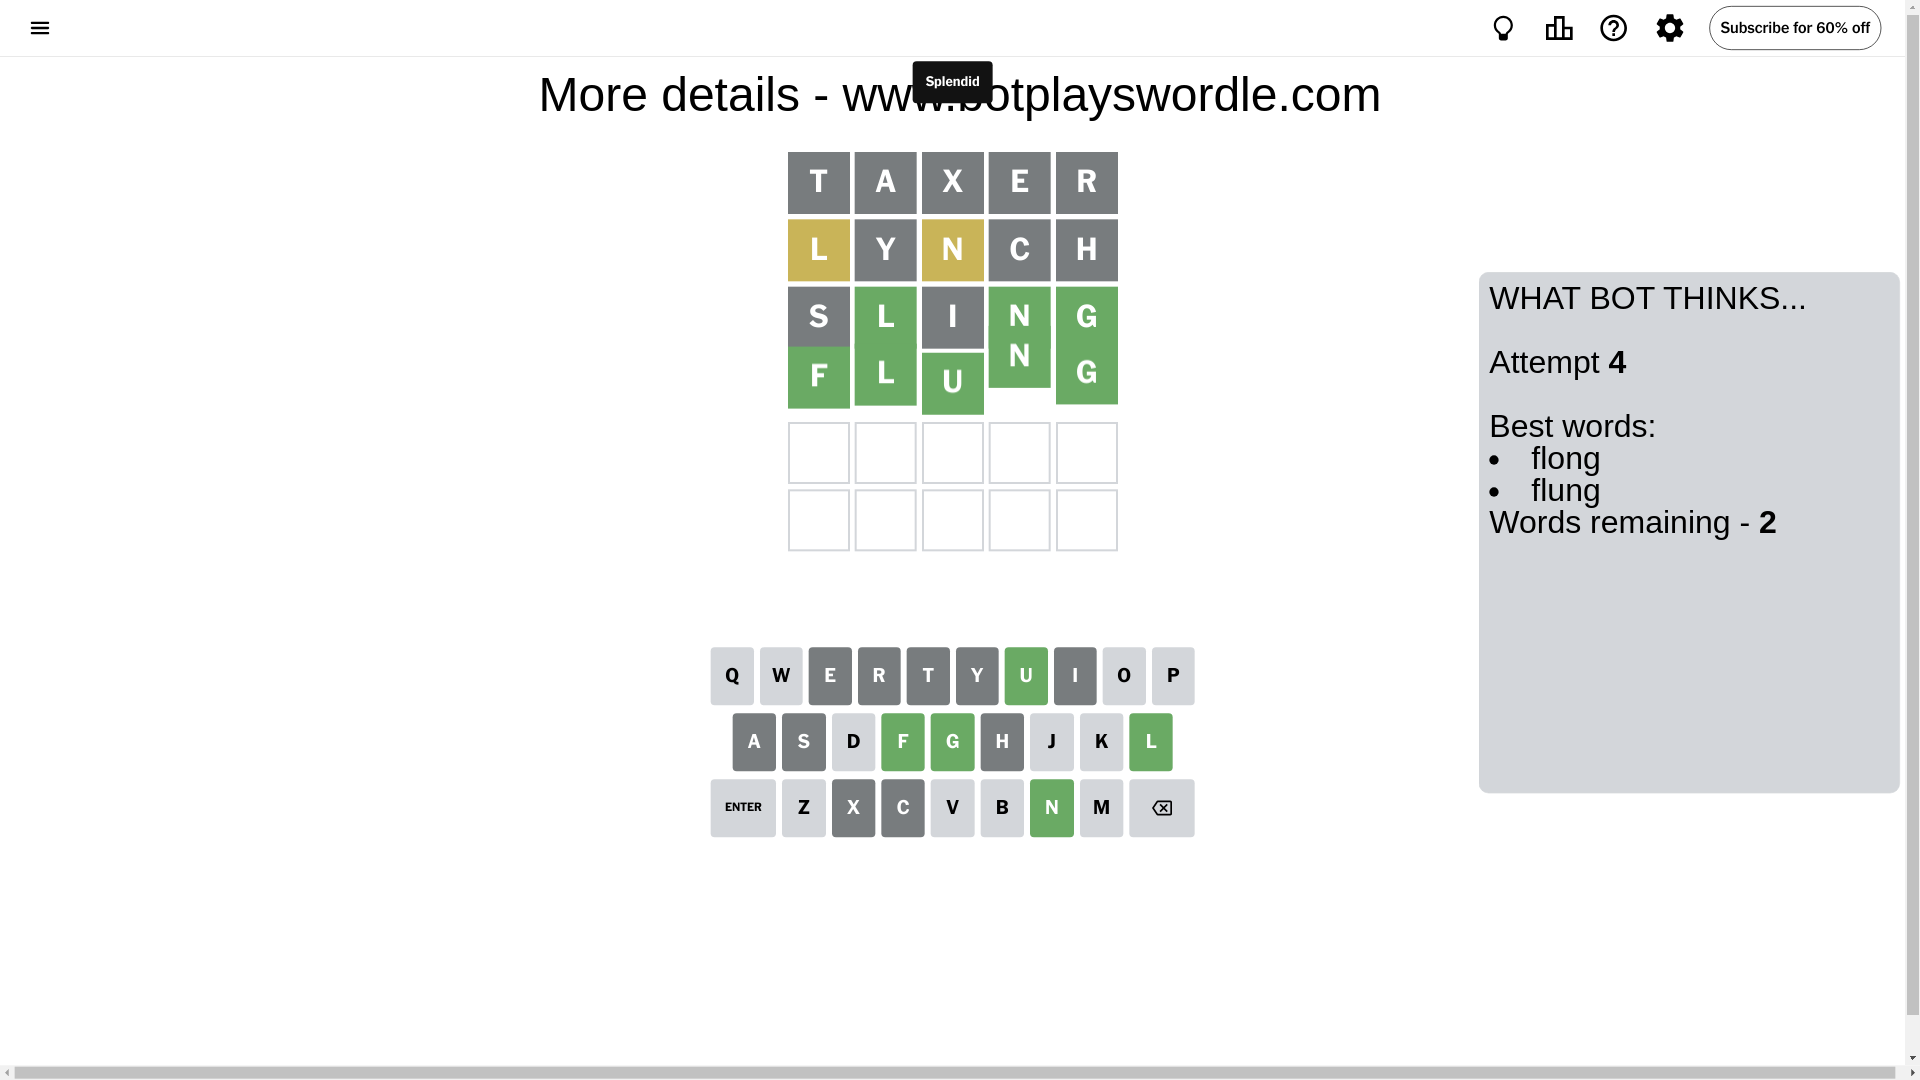 Subscribe for 60% off
Splendid
More details - www.botplayswordle.com
T A X E R
L Y N C H
S L I N G
F L U N G
WHAT BOT THINKS...
Attempt 4
Best words:
• flong
• flung
Words remaining - 2
Q W E R T Y U I O P
A S D F G H J K L
ENTER Z X C V B N M